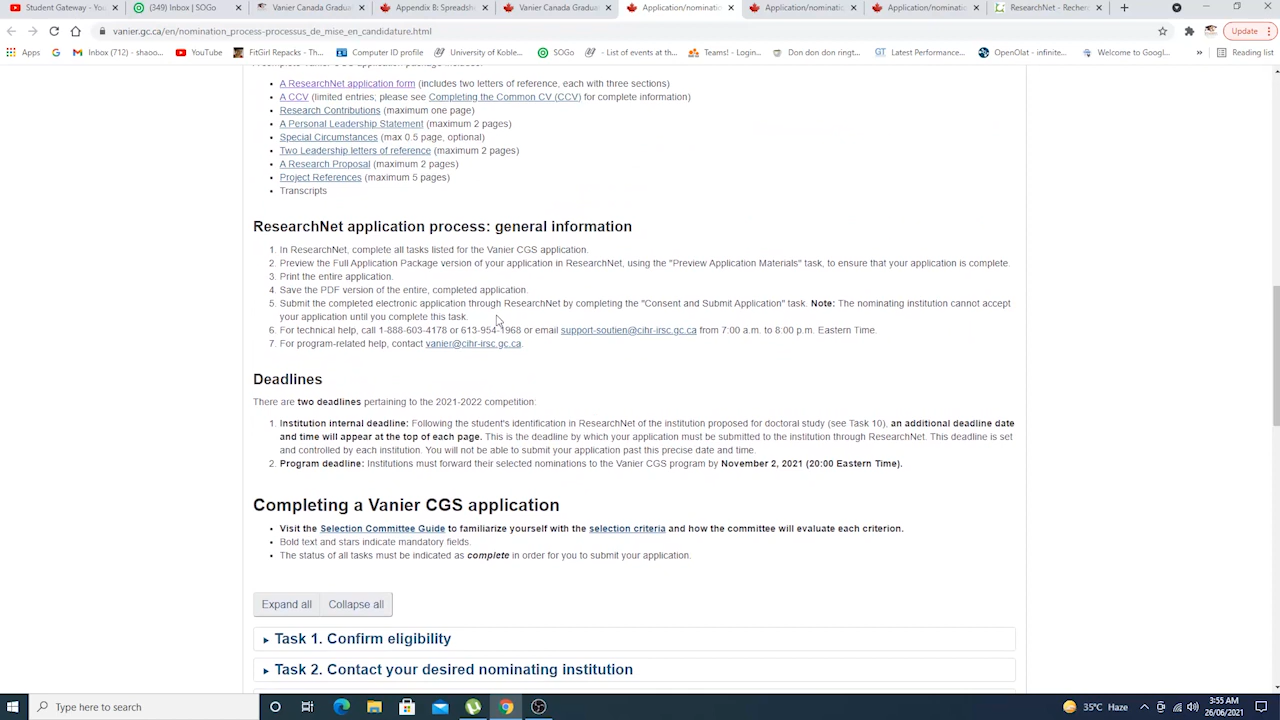 Student Gateway - You
(349) Inbox | SOGo
Vanier Canada Gradua
Appendix B: Spreadsh
Vanier Canada Gradua
Application/nominati
Application/nominati
Application/nominati
ResearchNet - Recherc
vanier.gc.ca/en/nomination_process-processus_de_mise_en_candidature.html
Update
Apps
Inbox (712) - shaoo...
YouTube
FitGirl Repacks - The...
Computer ID profile
University of Koble...
SOGo
- List of events at th...
Teams! - Login...
Don don don ringt...
GT Latest Performance...
OpenOlat - infinite...
Welcome to Googl...
»
Reading list
• A ResearchNet application form (includes two letters of reference, each with three sections)
• A CCV (limited entries; please see Completing the Common CV (CCV) for complete information)
• Research Contributions (maximum one page)
• A Personal Leadership Statement (maximum 2 pages)
• Special Circumstances (max 0.5 page, optional)
• Two Leadership letters of reference (maximum 2 pages)
• A Research Proposal (maximum 2 pages)
• Project References (maximum 5 pages)
• Transcripts
ResearchNet application process: general information
1. In ResearchNet, complete all tasks listed for the Vanier CGS application.
2. Preview the Full Application Package version of your application in ResearchNet, using the "Preview Application Materials" task, to ensure that your application is complete.
3. Print the entire application.
4. Save the PDF version of the entire, completed application.
5. Submit the completed electronic application through ResearchNet by completing the "Consent and Submit Application" task. Note: The nominating institution cannot accept
your application until you complete this task.
6. For technical help, call 1-888-603-4178 or 613-954-1968 or email support-soutien@cihr-irsc.gc.ca from 7:00 a.m. to 8:00 p.m. Eastern Time.
7. For program-related help, contact vanier@cihr-irsc.gc.ca.
Deadlines
There are two deadlines pertaining to the 2021-2022 competition:
1. Institution internal deadline: Following the student's identification in ResearchNet of the institution proposed for doctoral study (see Task 10), an additional deadline date
and time will appear at the top of each page. This is the deadline by which your application must be submitted to the institution through ResearchNet. This deadline is set
and controlled by each institution. You will not be able to submit your application past this precise date and time.
2. Program deadline: Institutions must forward their selected nominations to the Vanier CGS program by November 2, 2021 (20:00 Eastern Time).
Completing a Vanier CGS application
• Visit the Selection Committee Guide to familiarize yourself with the selection criteria and how the committee will evaluate each criterion.
• Bold text and stars indicate mandatory fields.
• The status of all tasks must be indicated as complete in order for you to submit your application.
Expand all
Collapse all
Task 1. Confirm eligibility
Task 2. Contact your desired nominating institution
Type here to search
35°C Haze
3:55 AM
26/06/2021